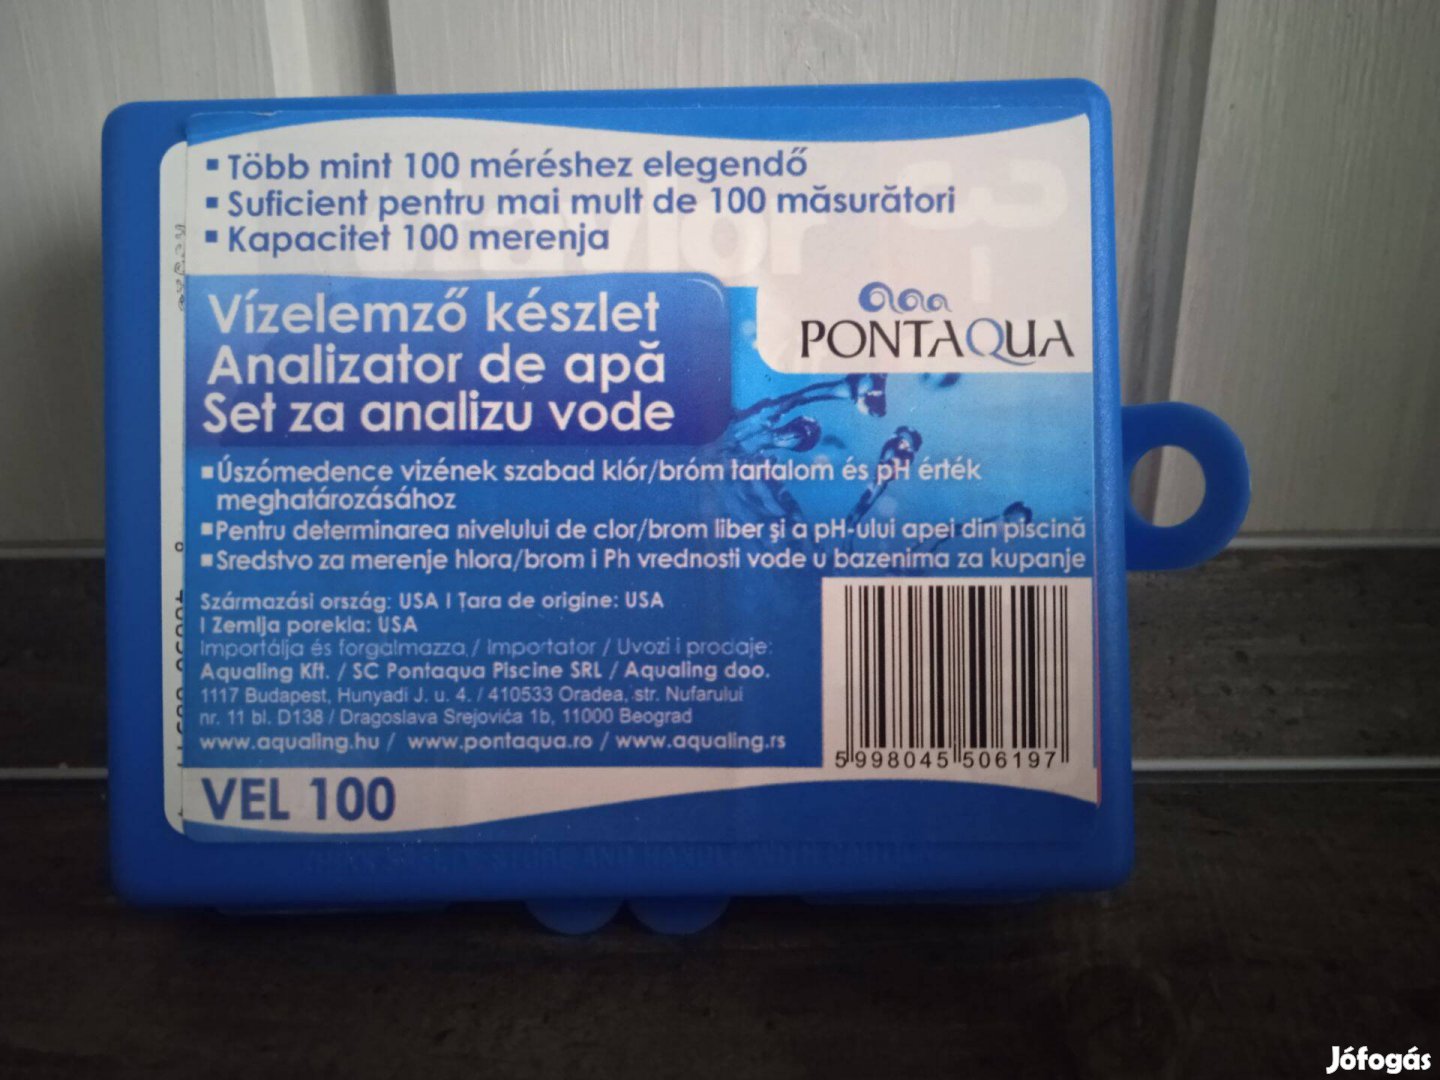 ▪ Több mint 100 méréshez elegendő
▪ Suficient pentru mai mult de 100 măsurători
▪ Kapacitet 100 merenja
Vízelemző készlet
Analizator de apă
Set za analizu vode
PONTAQUA
▪ Úszómedence vizének szabad klór/bróm tartalom és pH érték
meghatározásához
▪ Pentru determinarea nivelului de clor/brom liber şi a pH-ului apei din piscină
▪ Sredstvo za merenje hlora/brom i Ph vrednosti vode u bazenima za kupanje
Származási ország: USA I Țara de origine: USA
I Zemlja porekla: USA
Importálja és forgalmazza / Importator / Uvozi i prodaje:
Aqualing Kft. / SC Pontaqua Piscine SRL / Aqualing doo.
1117 Budapest, Hunyadi J. u. 4. / 410533 Oradea, str. Nufarului
nr. 11 bl. D138 / Dragoslava Srejovića 1b, 11000 Beograd
www.aqualing.hu / www.pontaqua.ro / www.aqualing.rs
5 998045 506197
VEL 100
Jófogás